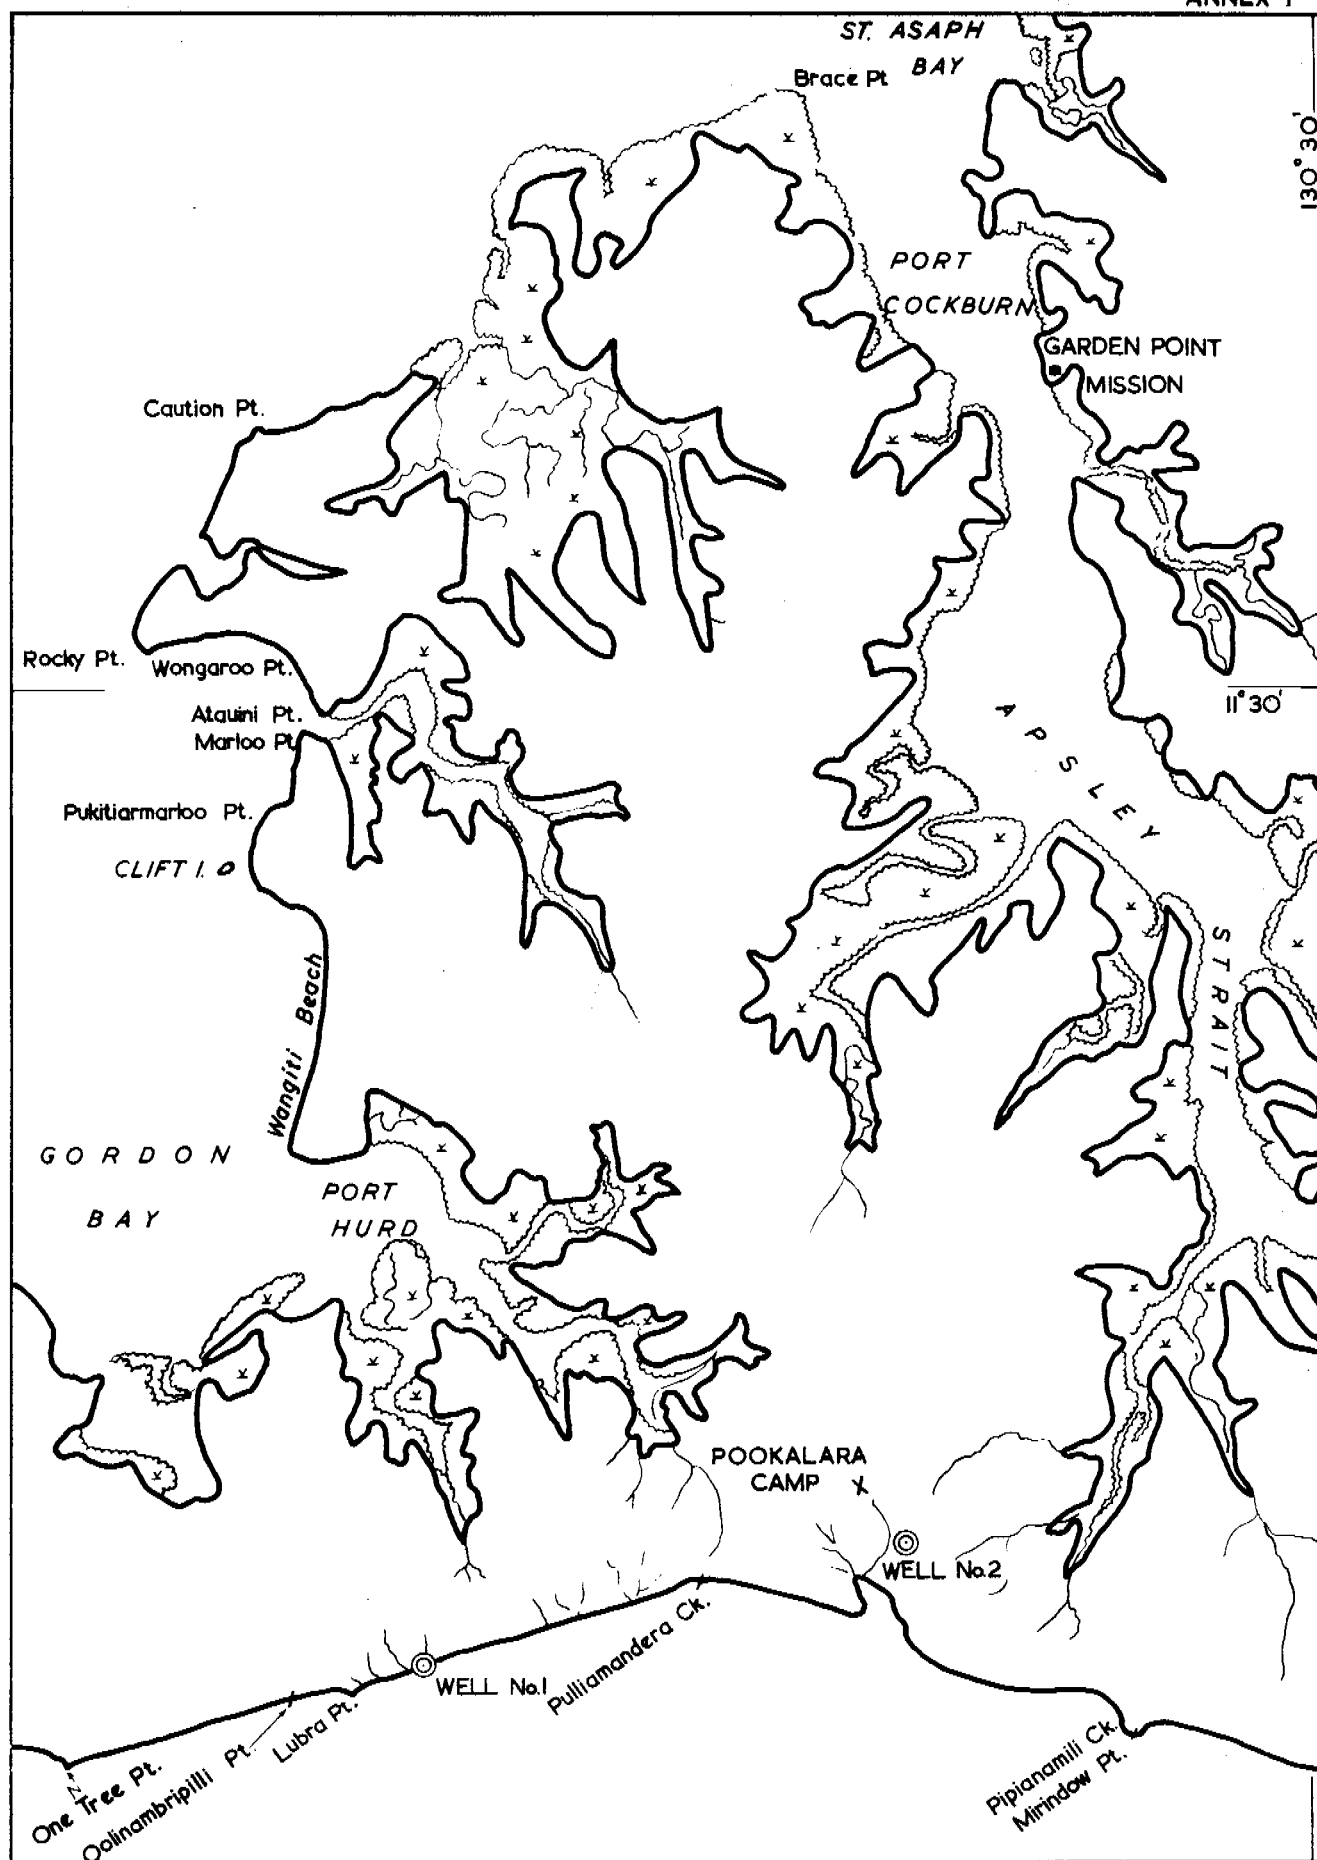 ANNEX 1
ST. ASAPH
BAY
Brace Pt
130° 30'
PORT
COCKBURN
GARDEN POINT
MISSION
Caution Pt.
Rocky Pt.
Wongaroo Pt.
11° 30'
Atauini Pt.
Marloo Pt.
APSLEY
STRAIT
Pukitiarmarloo Pt.
CLIFT I.
Wangiti Beach
GORDON
BAY
PORT
HURD
POOKALARA
CAMP X
WELL No.2
WELL No.1
Pulliamandera Ck.
Lubra Pt.
Oolinambripilli Pt.
One Tree Pt.
Pipianamili Ck.
Mirindow Pt.